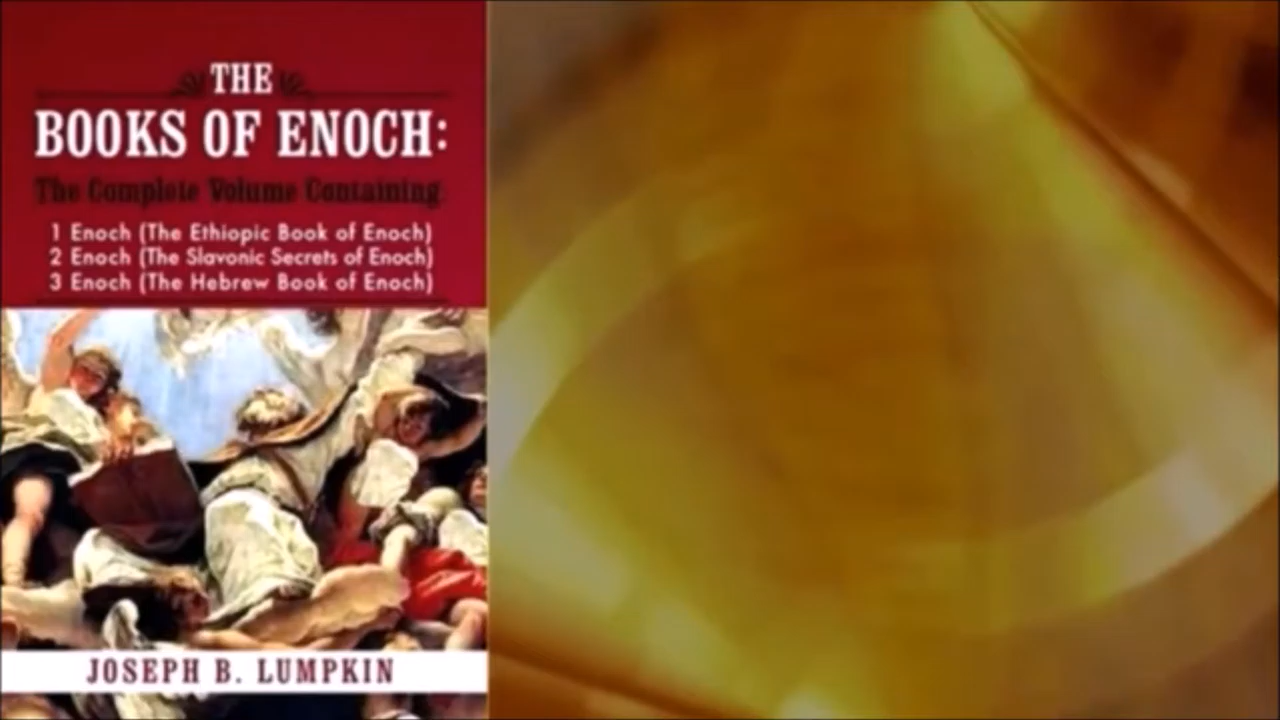 THE
BOOKS OF ENOCH:
The Complete Volume Containing
1 Enoch (The Ethiopic Book of Enoch)
2 Enoch (The Slavonic Secrets of Enoch)
3 Enoch (The Hebrew Book of Enoch)
JOSEPH B. LUMPKIN